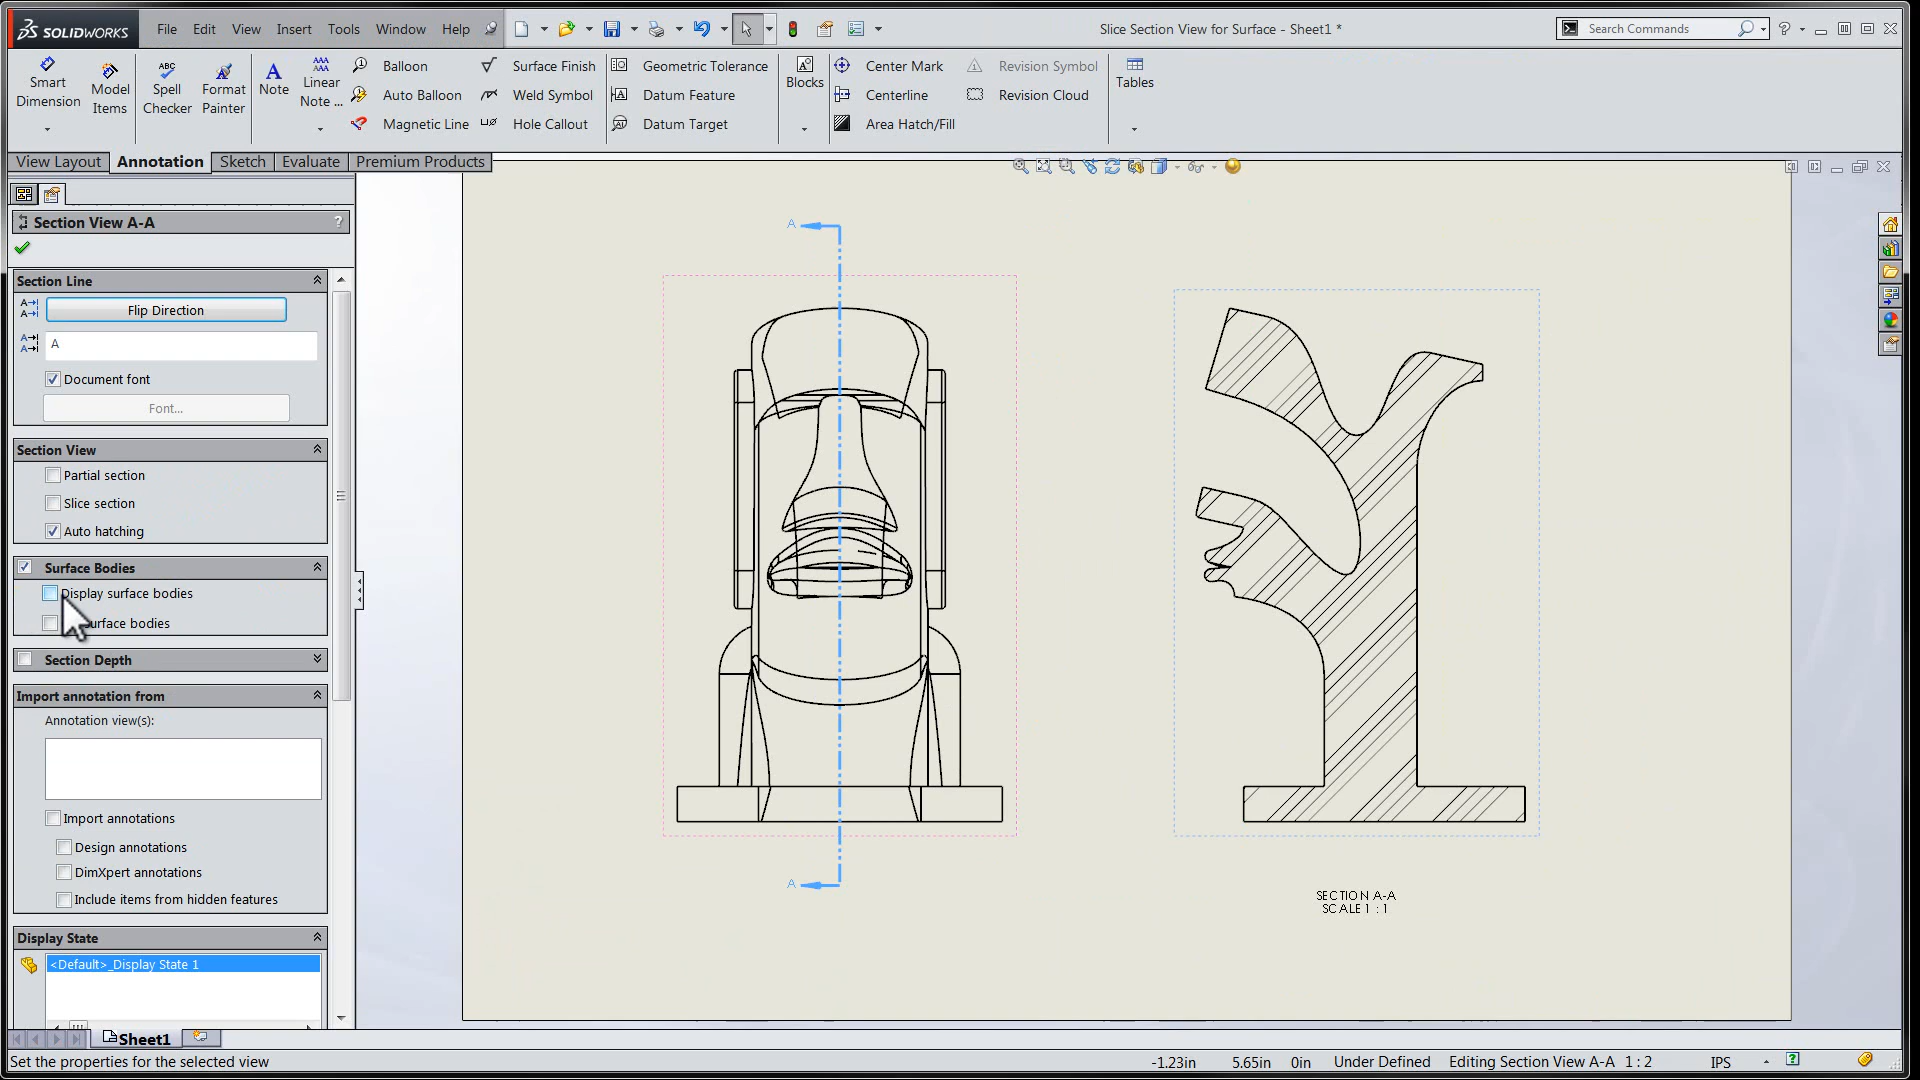 SOLIDWORKS File Edit View Insert Tools Window Help Slice Section View for Surface - Sheet1 * Search Commands
Smart Dimension
Model Items
Spell Checker
Format Painter
Note
Linear Note ...
Balloon
Auto Balloon
Magnetic Line
Surface Finish
Weld Symbol
Hole Callout
Geometric Tolerance
Datum Feature
Datum Target
Blocks
Center Mark
Centerline
Area Hatch/Fill
Revision Symbol
Revision Cloud
Tables
View Layout Annotation Sketch Evaluate Premium Products
Section View A-A ?
Section Line
Flip Direction
A
Document font
Font...
Section View
Partial section
Slice section
Auto hatching
Surface Bodies
Display surface bodies
surface bodies
Section Depth
Import annotation from
Annotation view(s):
Import annotations
Design annotations
DimXpert annotations
Include items from hidden features
Display State
<Default>_Display State 1
A
A
SECTION A-A
SCALE 1 : 1
Sheet1
Set the properties for the selected view -1.23in 5.65in 0in Under Defined Editing Section View A-A 1 : 2 IPS